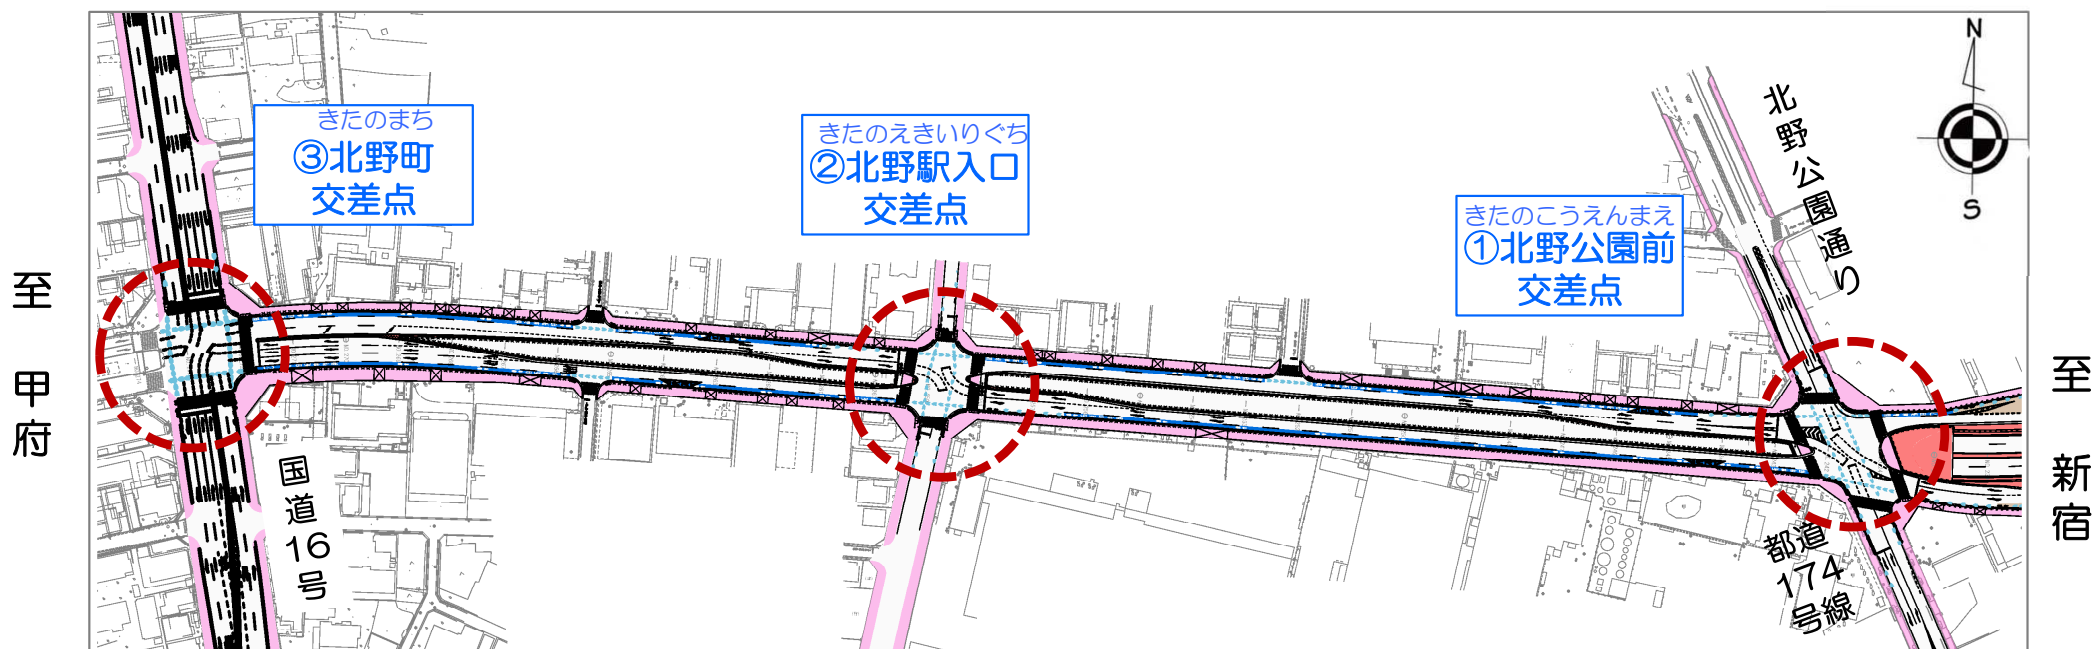 至
甲府
きたのまち
③北野町
交差点
国道16号
きたのえきいりぐち
②北野駅入口
交差点
きたのこうえんまえ
①北野公園前
交差点
北野公園通り
都道
174
号線
N
S
至
新宿